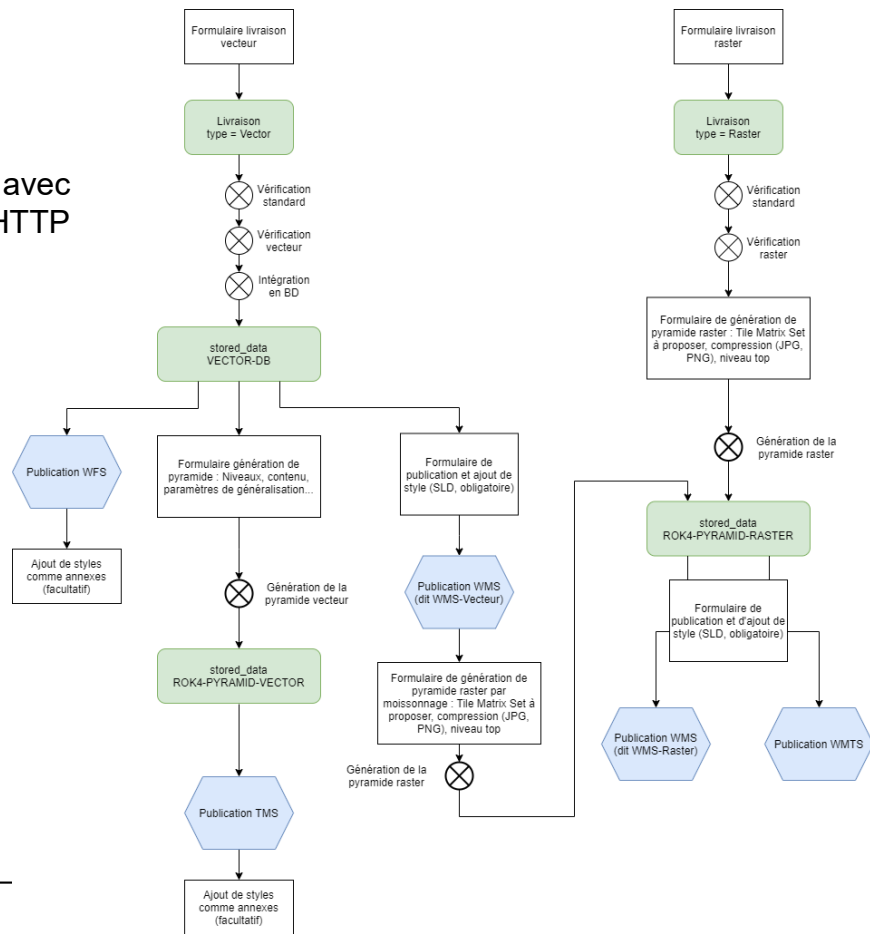 Formulaire livraison
vecteur
Formulaire livraison
raster
Livraison
type = Vector
Livraison
type = Raster
avec
HTTP
Vérification
standard
Vérification
vecteur
Intégration
en BD
Vérification
standard
Vérification
raster
stored_data
VECTOR-DB
Formulaire de génération de
pyramide raster : Tile Matrix Set
à proposer, compression (JPG,
PNG), niveau top
Publication WFS
Formulaire génération de
pyramide : Niveaux, contenu,
paramètres de généralisation...
Formulaire de
publication et ajout de
style (SLD, obligatoire)
Génération de la
pyramide raster
Ajout de styles
comme annexes
(facultatif)
Génération de la
pyramide vecteur
Publication WMS
(dit WMS-Vecteur)
stored_data
ROK4-PYRAMID-RASTER
Formulaire de
publication et d'ajout de
style (SLD, obligatoire)
stored_data
ROK4-PYRAMID-VECTOR
Formulaire de génération de
pyramide raster par
moissonnage : Tile Matrix Set à
proposer, compression (JPG,
PNG), niveau top
Publication WMS
(dit WMS-Raster)
Publication WMTS
Génération de la
pyramide raster
Publication TMS
Ajout de styles
comme annexes
(facultatif)